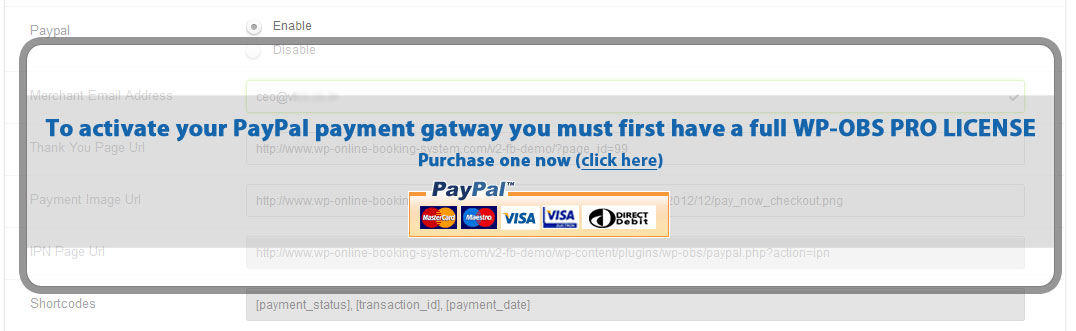 Paypal
Enable
Disable
Merchant Email Address
To activate your PayPal payment gatway you must first have a full WP-OBS PRO LICENSE
Thank You Page Url
http://www.wp-online-booking-system.com/v2-fb-demo/?page_id=99
Purchase one now (click here)
PayPal™
Payment Image Url
http://www.wp-online-book
2012/12/pay_now_checkout.png
MasterCard
Maestro
VISA
VISA
ELECTRON
DIRECT
Debit
IPN Page Url
http://www.wp-online-booking-system.com/v2-fb-demo/wp-content/plugins/wp-obs/paypal.php?action=ipn
Shortcodes
[payment_status], [transaction_id], [payment_date]